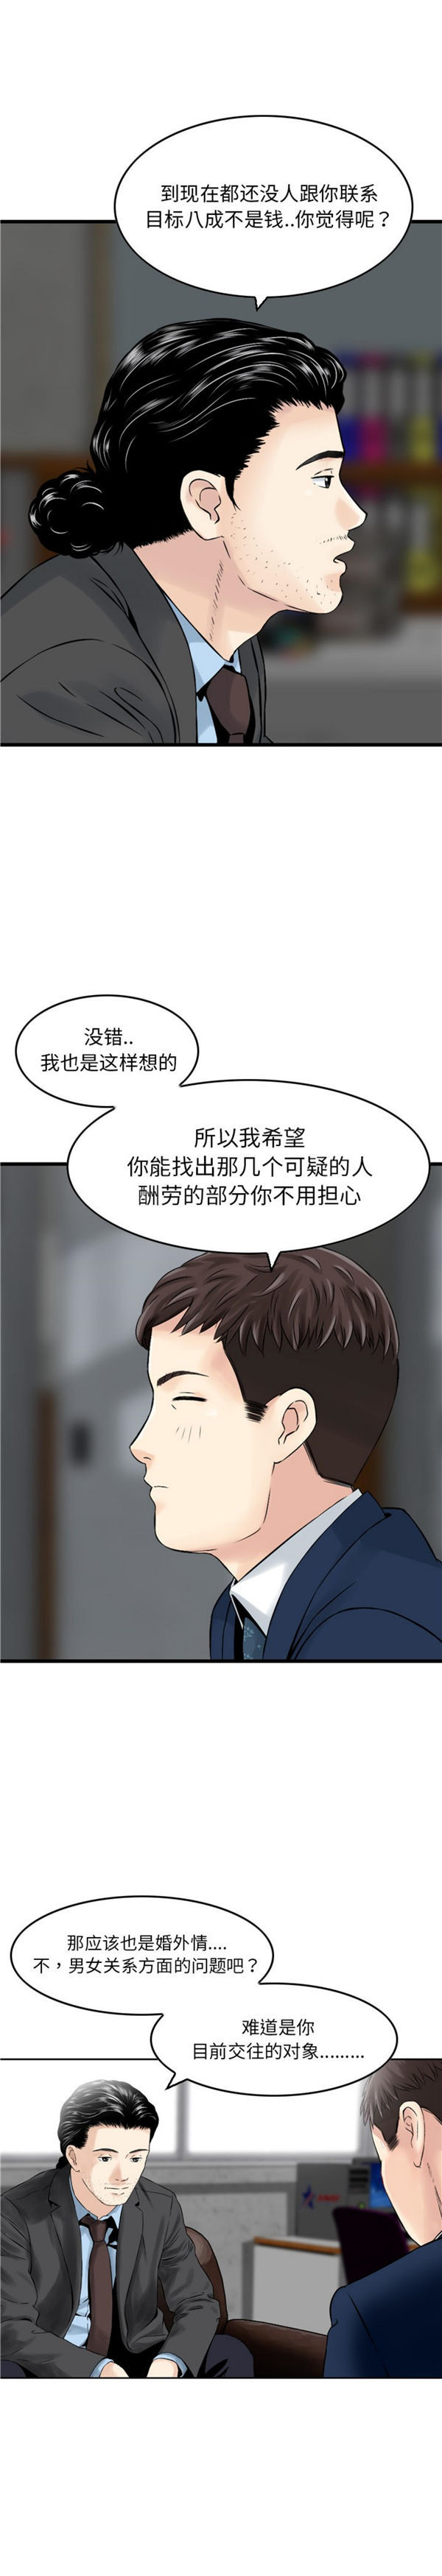 到现在都还没人跟你联系
目标八成不是钱..你觉得呢？
没错..
我也是这样想的
所以我希望
你能找出那几个可疑的人
酬劳的部分你不用担心
那应该也是婚外情....
不，男女关系方面的问题吧？
难道是你
目前交往的对象.........